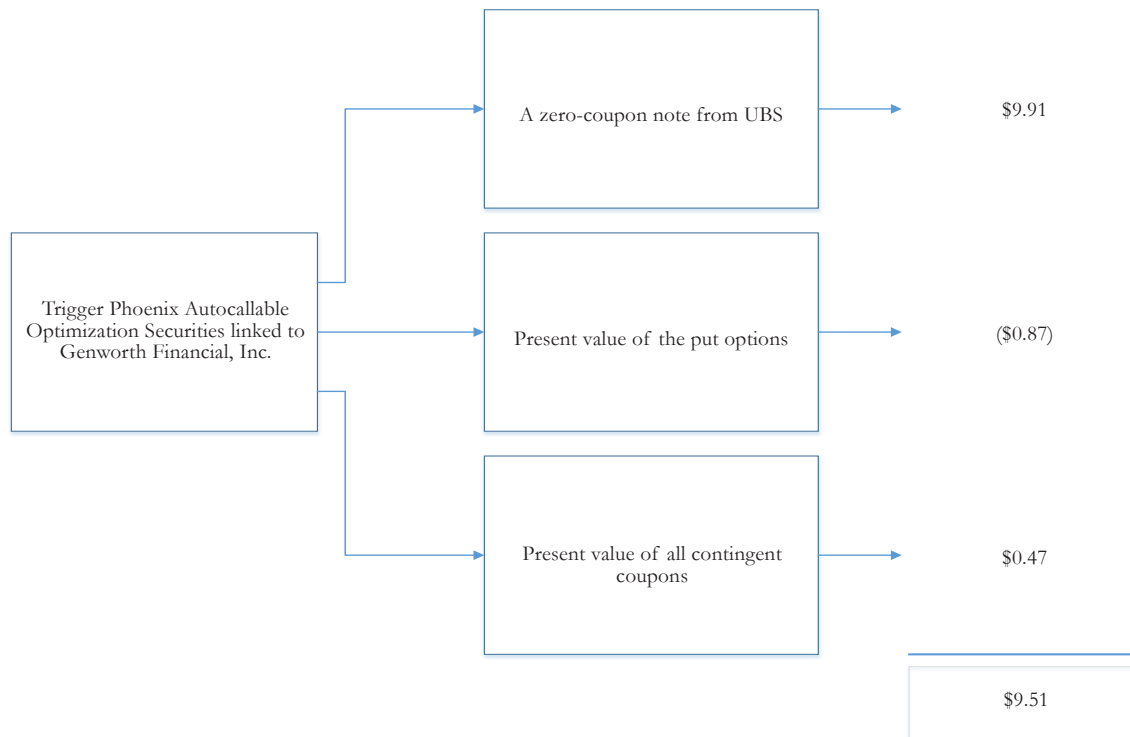 A zero-coupon note from UBS
$9.91
Trigger Phoenix Autocallable
Optimization Securities linked to
Genworth Financial, Inc.
Present value of the put options
($0.87)
Present value of all contingent
coupons
$0.47
$9.51